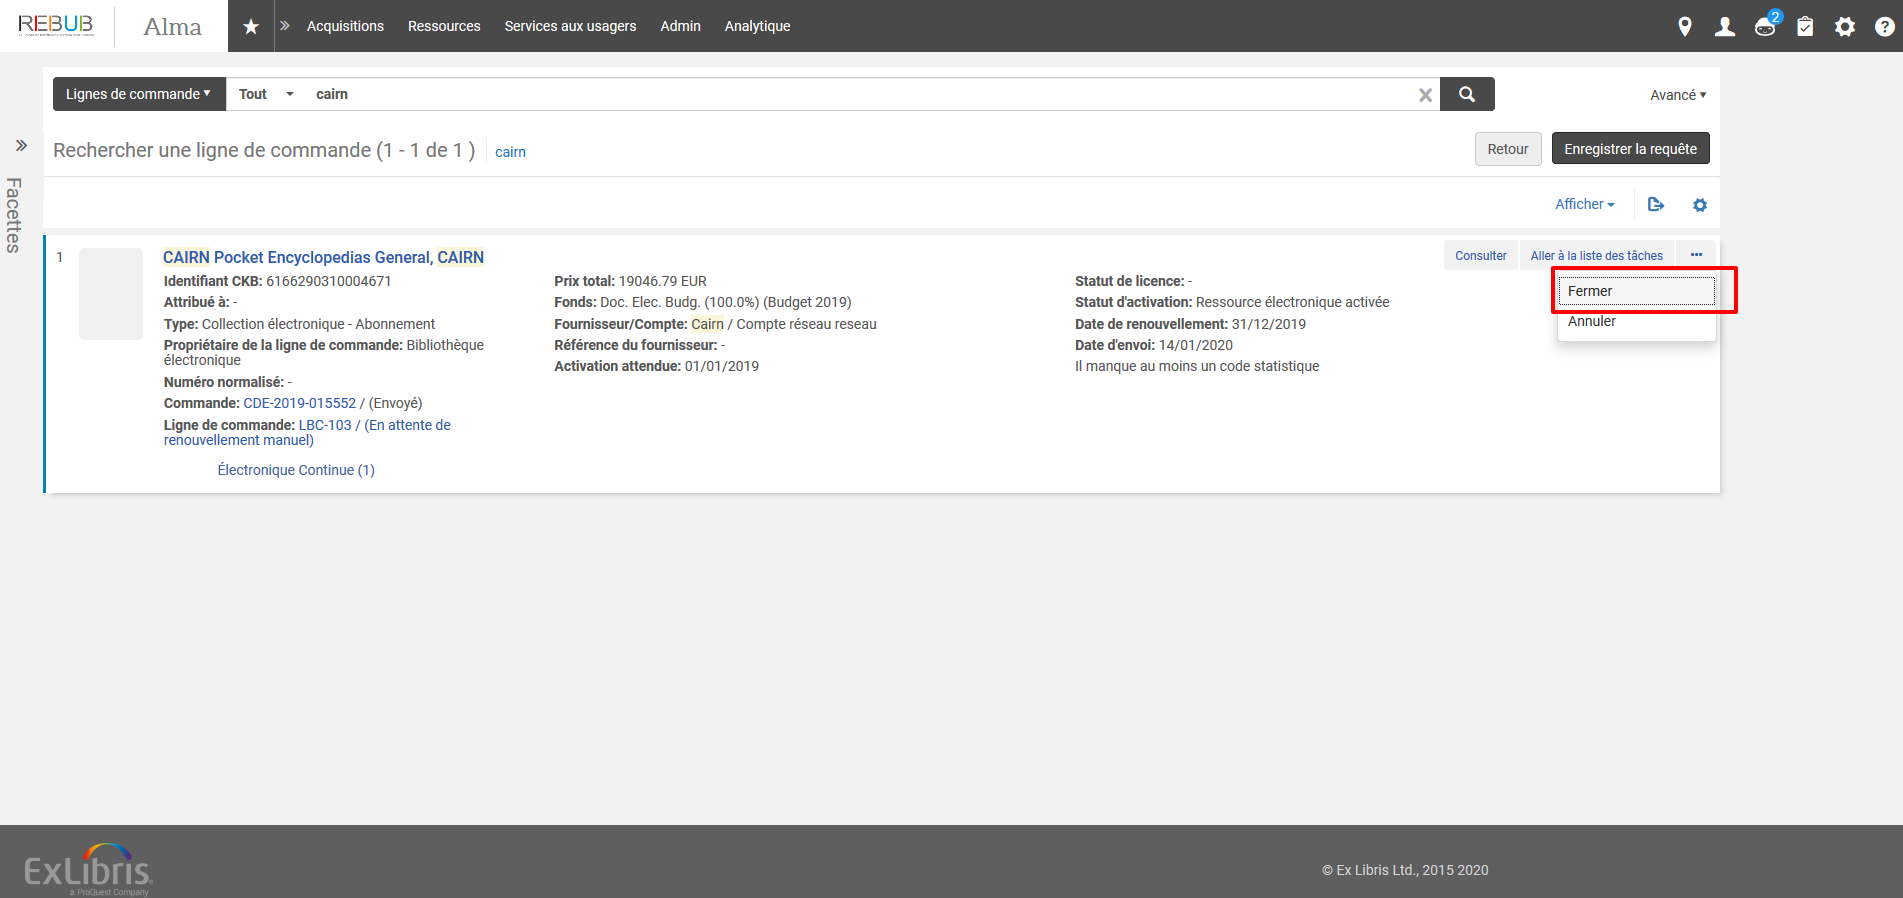 REBUB
Alma
Acquisitions
Ressources
Services aux usagers
Admin
Analytique
2
Lignes de commande
Tout
cairn
Avancé
Rechercher une ligne de commande (1 - 1 de 1 )
cairn
Retour
Enregistrer la requête
Facettes
Afficher
1
CAIRN Pocket Encyclopedias General, CAIRN
Consulter
Aller à la liste des tâches
Fermer
Annuler
Identifiant CKB: 6166290310004671
Attribué à: -
Type: Collection électronique - Abonnement
Propriétaire de la ligne de commande: Bibliothèque
électronique
Numéro normalisé: -
Commande: CDE-2019-015552 / (Envoyé)
Ligne de commande: LBC-103 / (En attente de
renouvellement manuel)
Électronique Continue (1)
Prix total: 19046.79 EUR
Fonds: Doc. Elec. Budg. (100.0%) (Budget 2019)
Fournisseur/Compte: Cairn / Compte réseau reseau
Référence du fournisseur: -
Activation attendue: 01/01/2019
Statut de licence: -
Statut d'activation: Ressource électronique activée
Date de renouvellement: 31/12/2019
Date d'envoi: 14/01/2020
Il manque au moins un code statistique
ExLibris
a ProQuest Company
© Ex Libris Ltd., 2015 2020